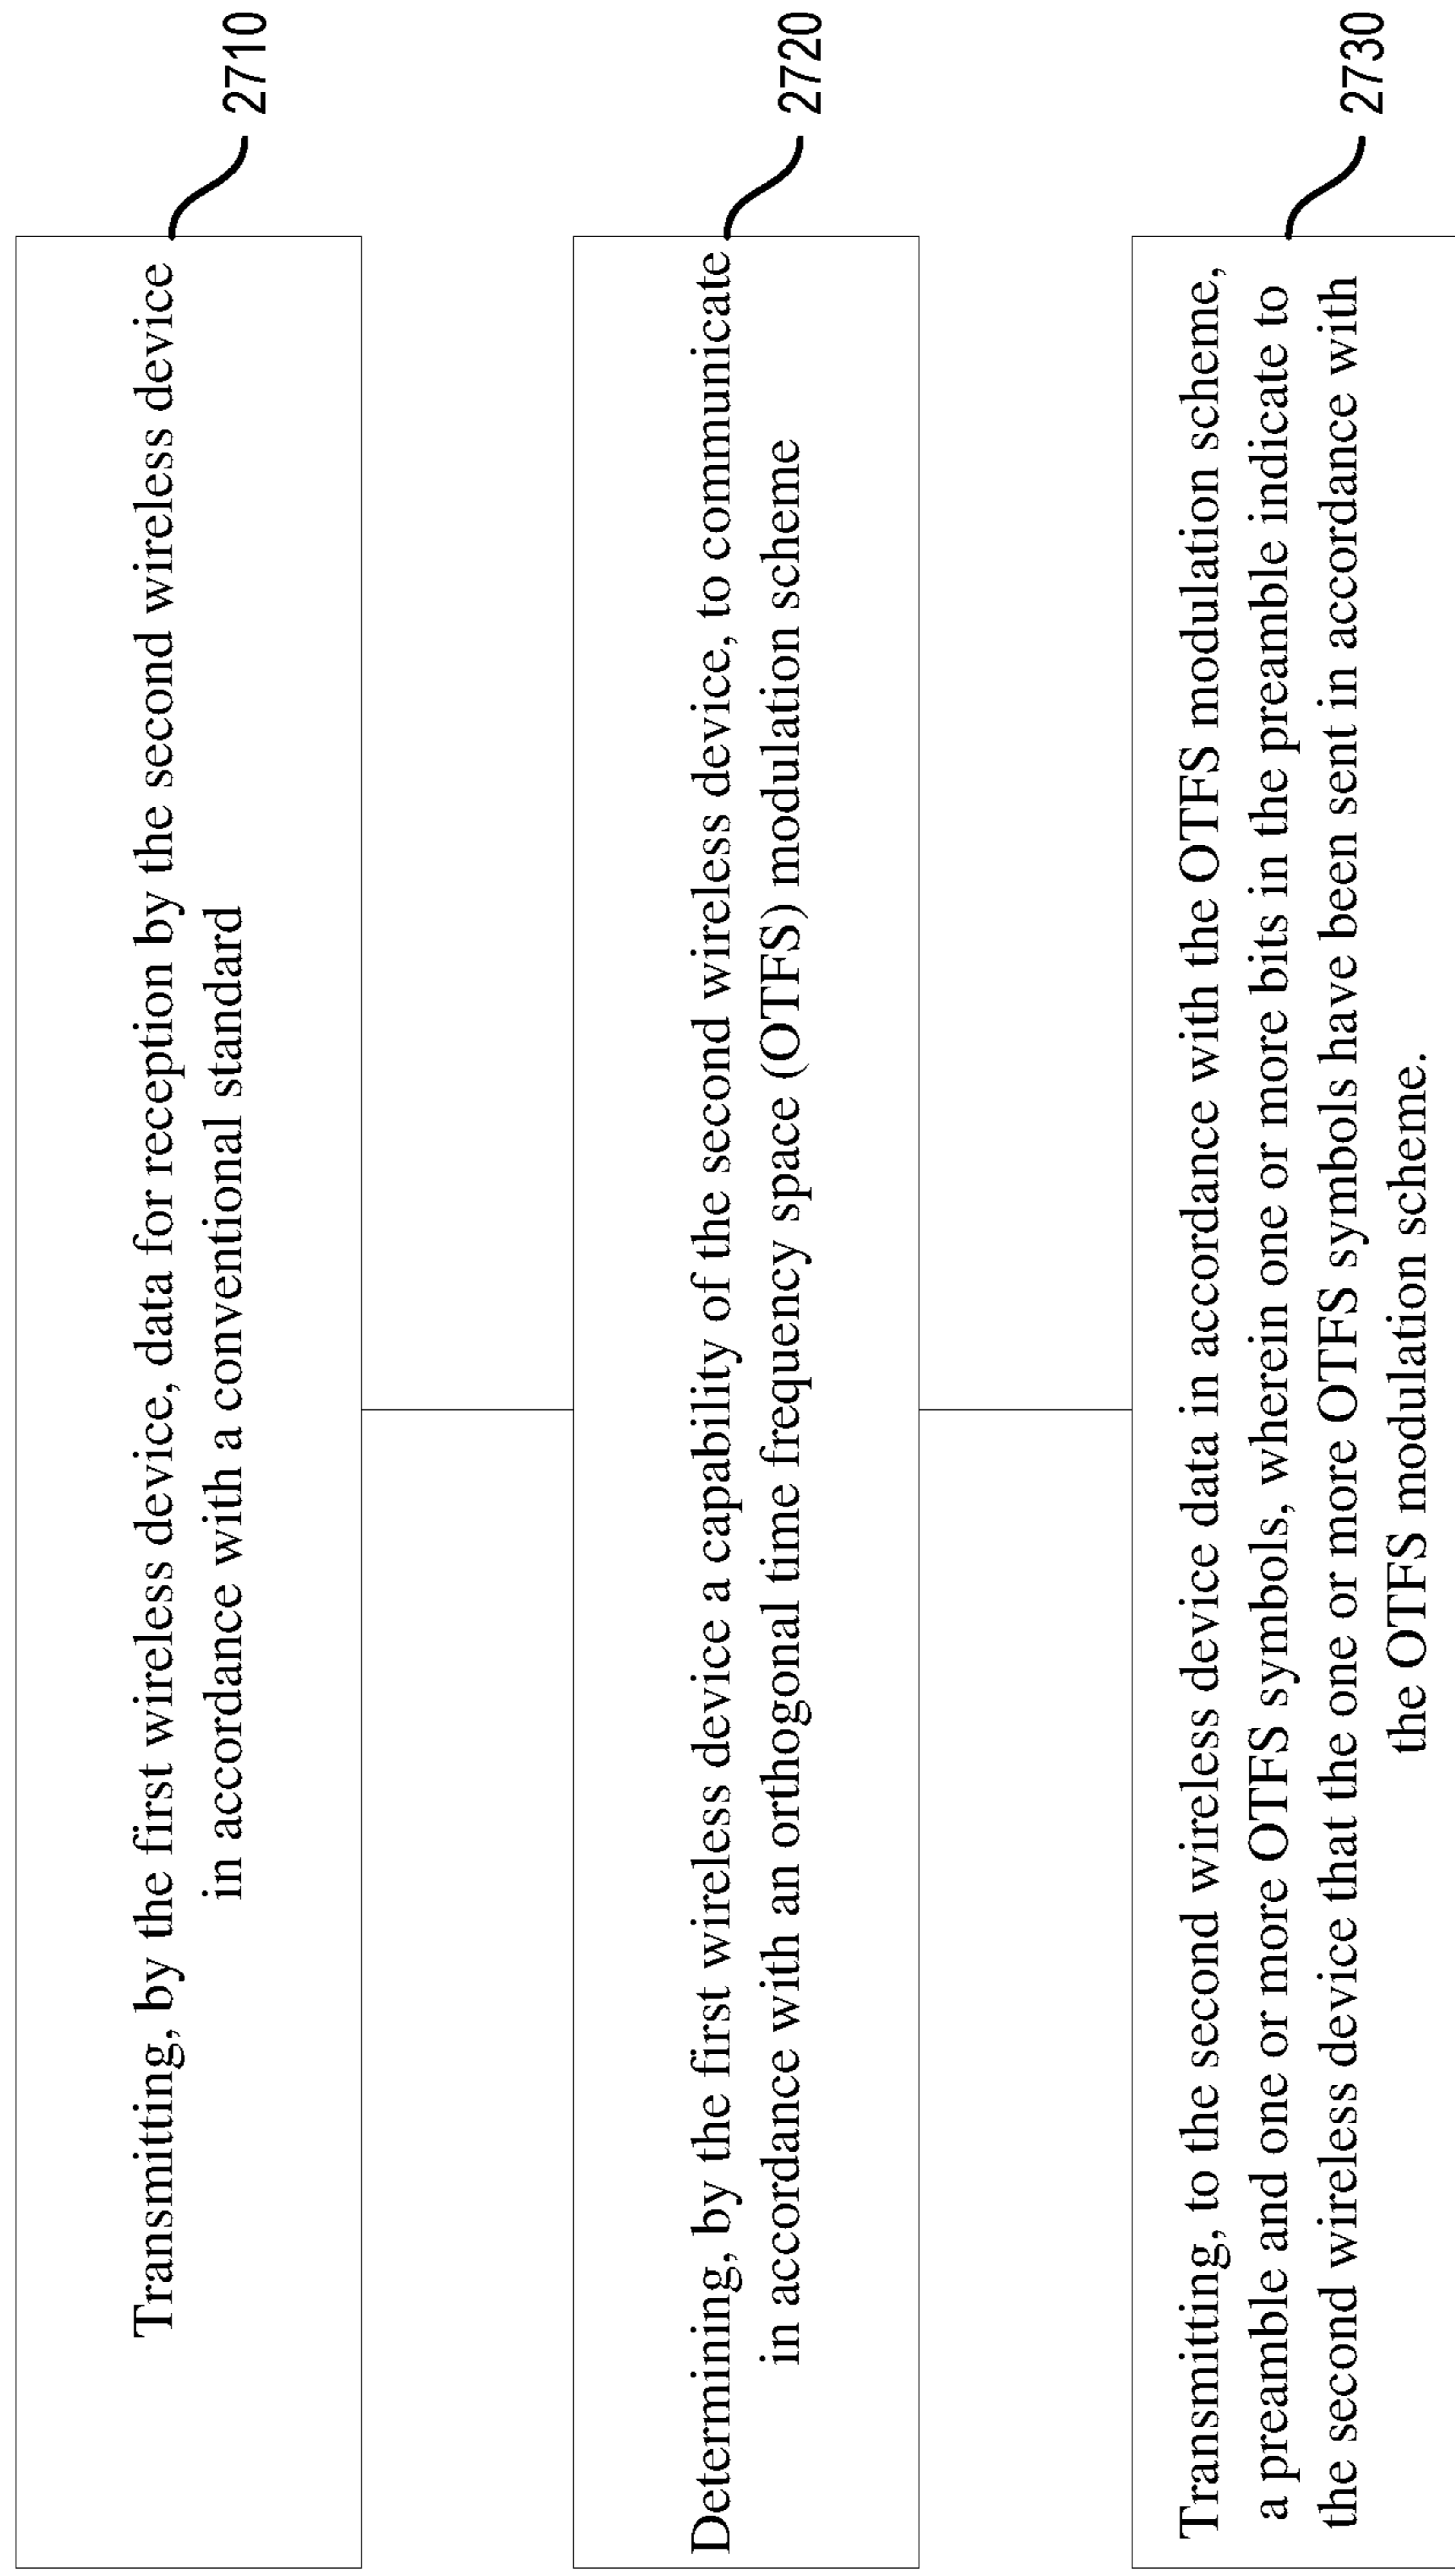 Transmitting, by the first wireless device, data for reception by the second wireless device
in accordance with a conventional standard
2710
Determining, by the first wireless device a capability of the second wireless device, to communicate
in accordance with an orthogonal time frequency space (OTFS) modulation scheme
2720
Transmitting, to the second wireless device data in accordance with the OTFS modulation scheme,
a preamble and one or more OTFS symbols, wherein one or more bits in the preamble indicate to
the second wireless device that the one or more OTFS symbols have been sent in accordance with
the OTFS modulation scheme.
2730